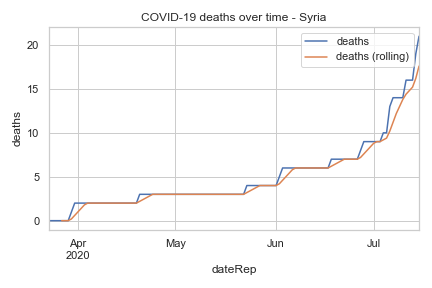 COVID-19 deaths over time - Syria
deaths
deaths (rolling)
20
15
10
5
0
deaths
Apr
2020
May
Jun
Jul
dateRep